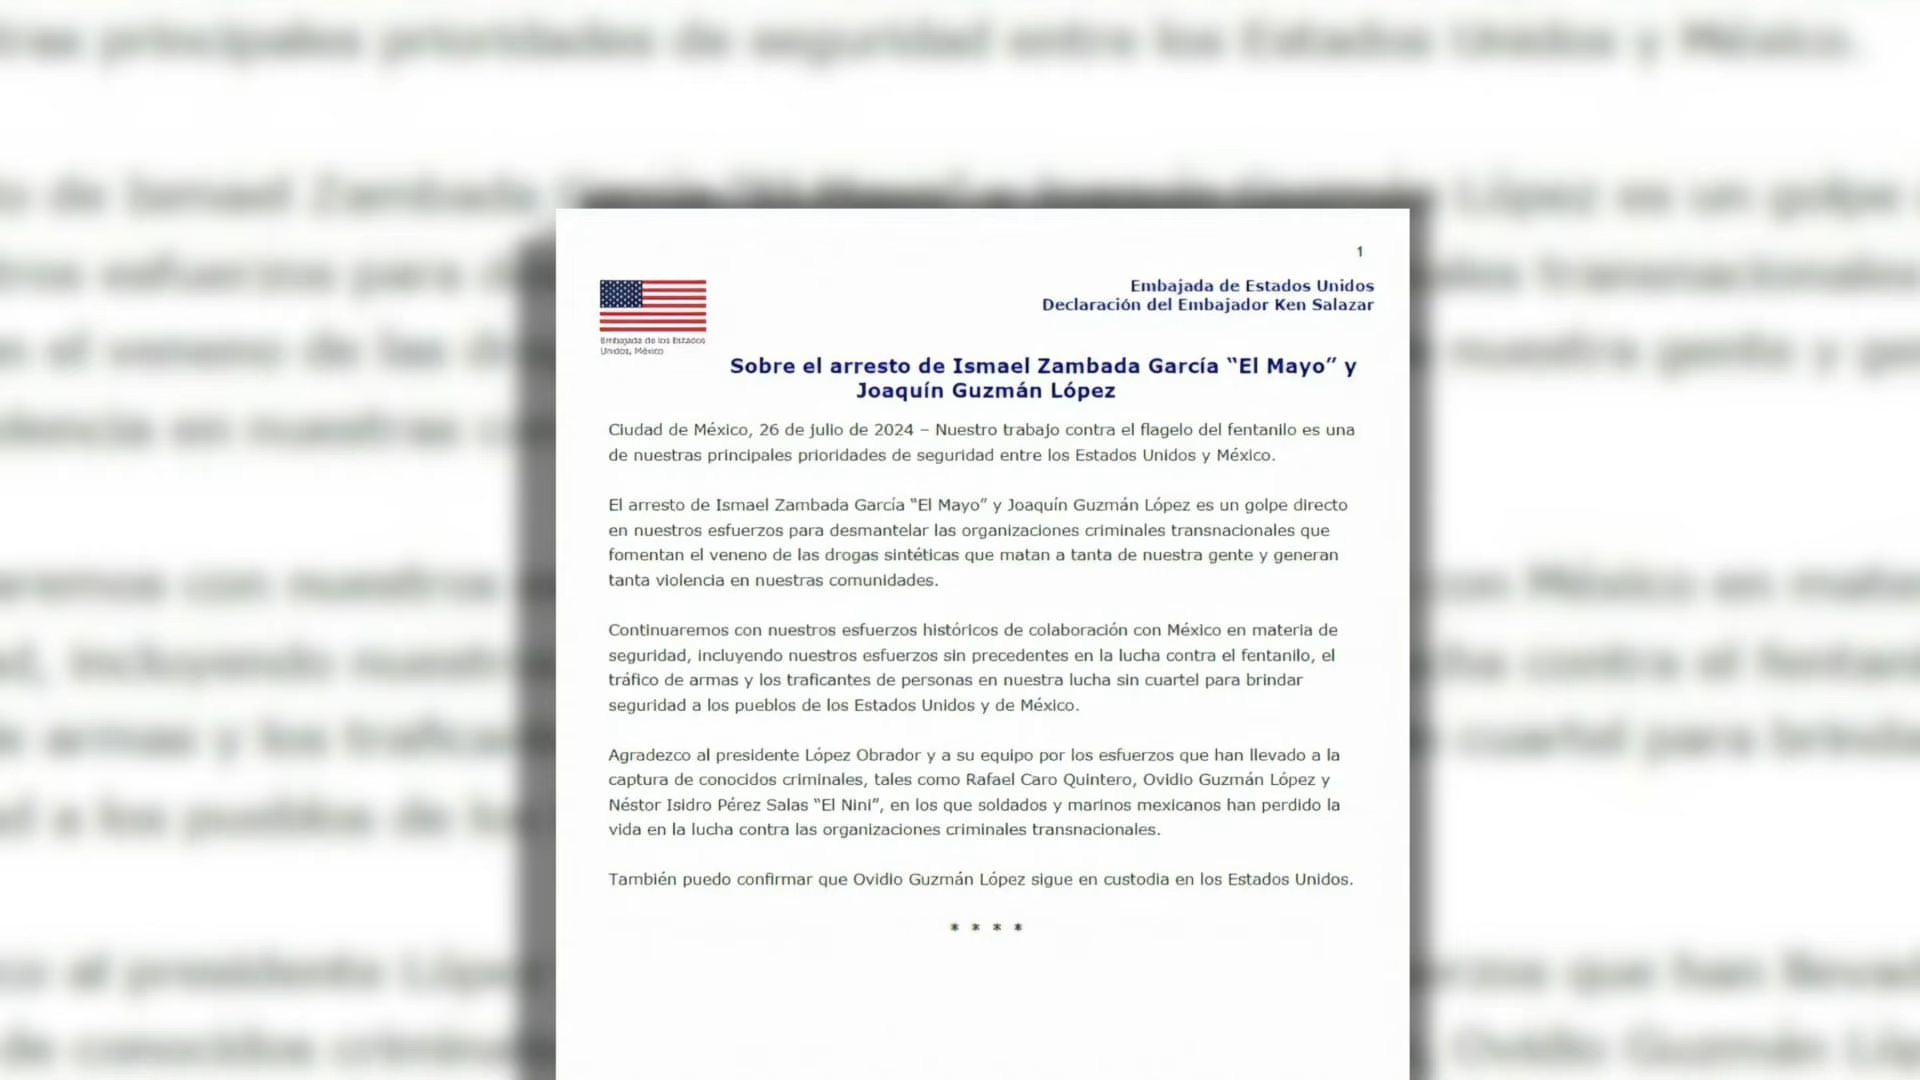 1
Embajada de Estados Unidos
Declaración del Embajador Ken Salazar
Embajada de los Estados
Unidos, México
Sobre el arresto de Ismael Zambada García “El Mayo” y
Joaquín Guzmán López
Ciudad de México, 26 de julio de 2024 – Nuestro trabajo contra el flagelo del fentanilo es una
de nuestras principales prioridades de seguridad entre los Estados Unidos y México.
El arresto de Ismael Zambada García “El Mayo” y Joaquín Guzmán López es un golpe directo
en nuestros esfuerzos para desmantelar las organizaciones criminales transnacionales que
fomentan el veneno de las drogas sintéticas que matan a tanta de nuestra gente y generan
tanta violencia en nuestras comunidades.
Continuaremos con nuestros esfuerzos históricos de colaboración con México en materia de
seguridad, incluyendo nuestros esfuerzos sin precedentes en la lucha contra el fentanilo, el
tráfico de armas y los traficantes de personas en nuestra lucha sin cuartel para brindar
seguridad a los pueblos de los Estados Unidos y de México.
Agradezco al presidente López Obrador y a su equipo por los esfuerzos que han llevado a la
captura de conocidos criminales, tales como Rafael Caro Quintero, Ovidio Guzmán López y
Néstor Isidro Pérez Salas “El Nini”, en los que soldados y marinos mexicanos han perdido la
vida en la lucha contra las organizaciones criminales transnacionales.
También puedo confirmar que Ovidio Guzmán López sigue en custodia en los Estados Unidos.
* * * *